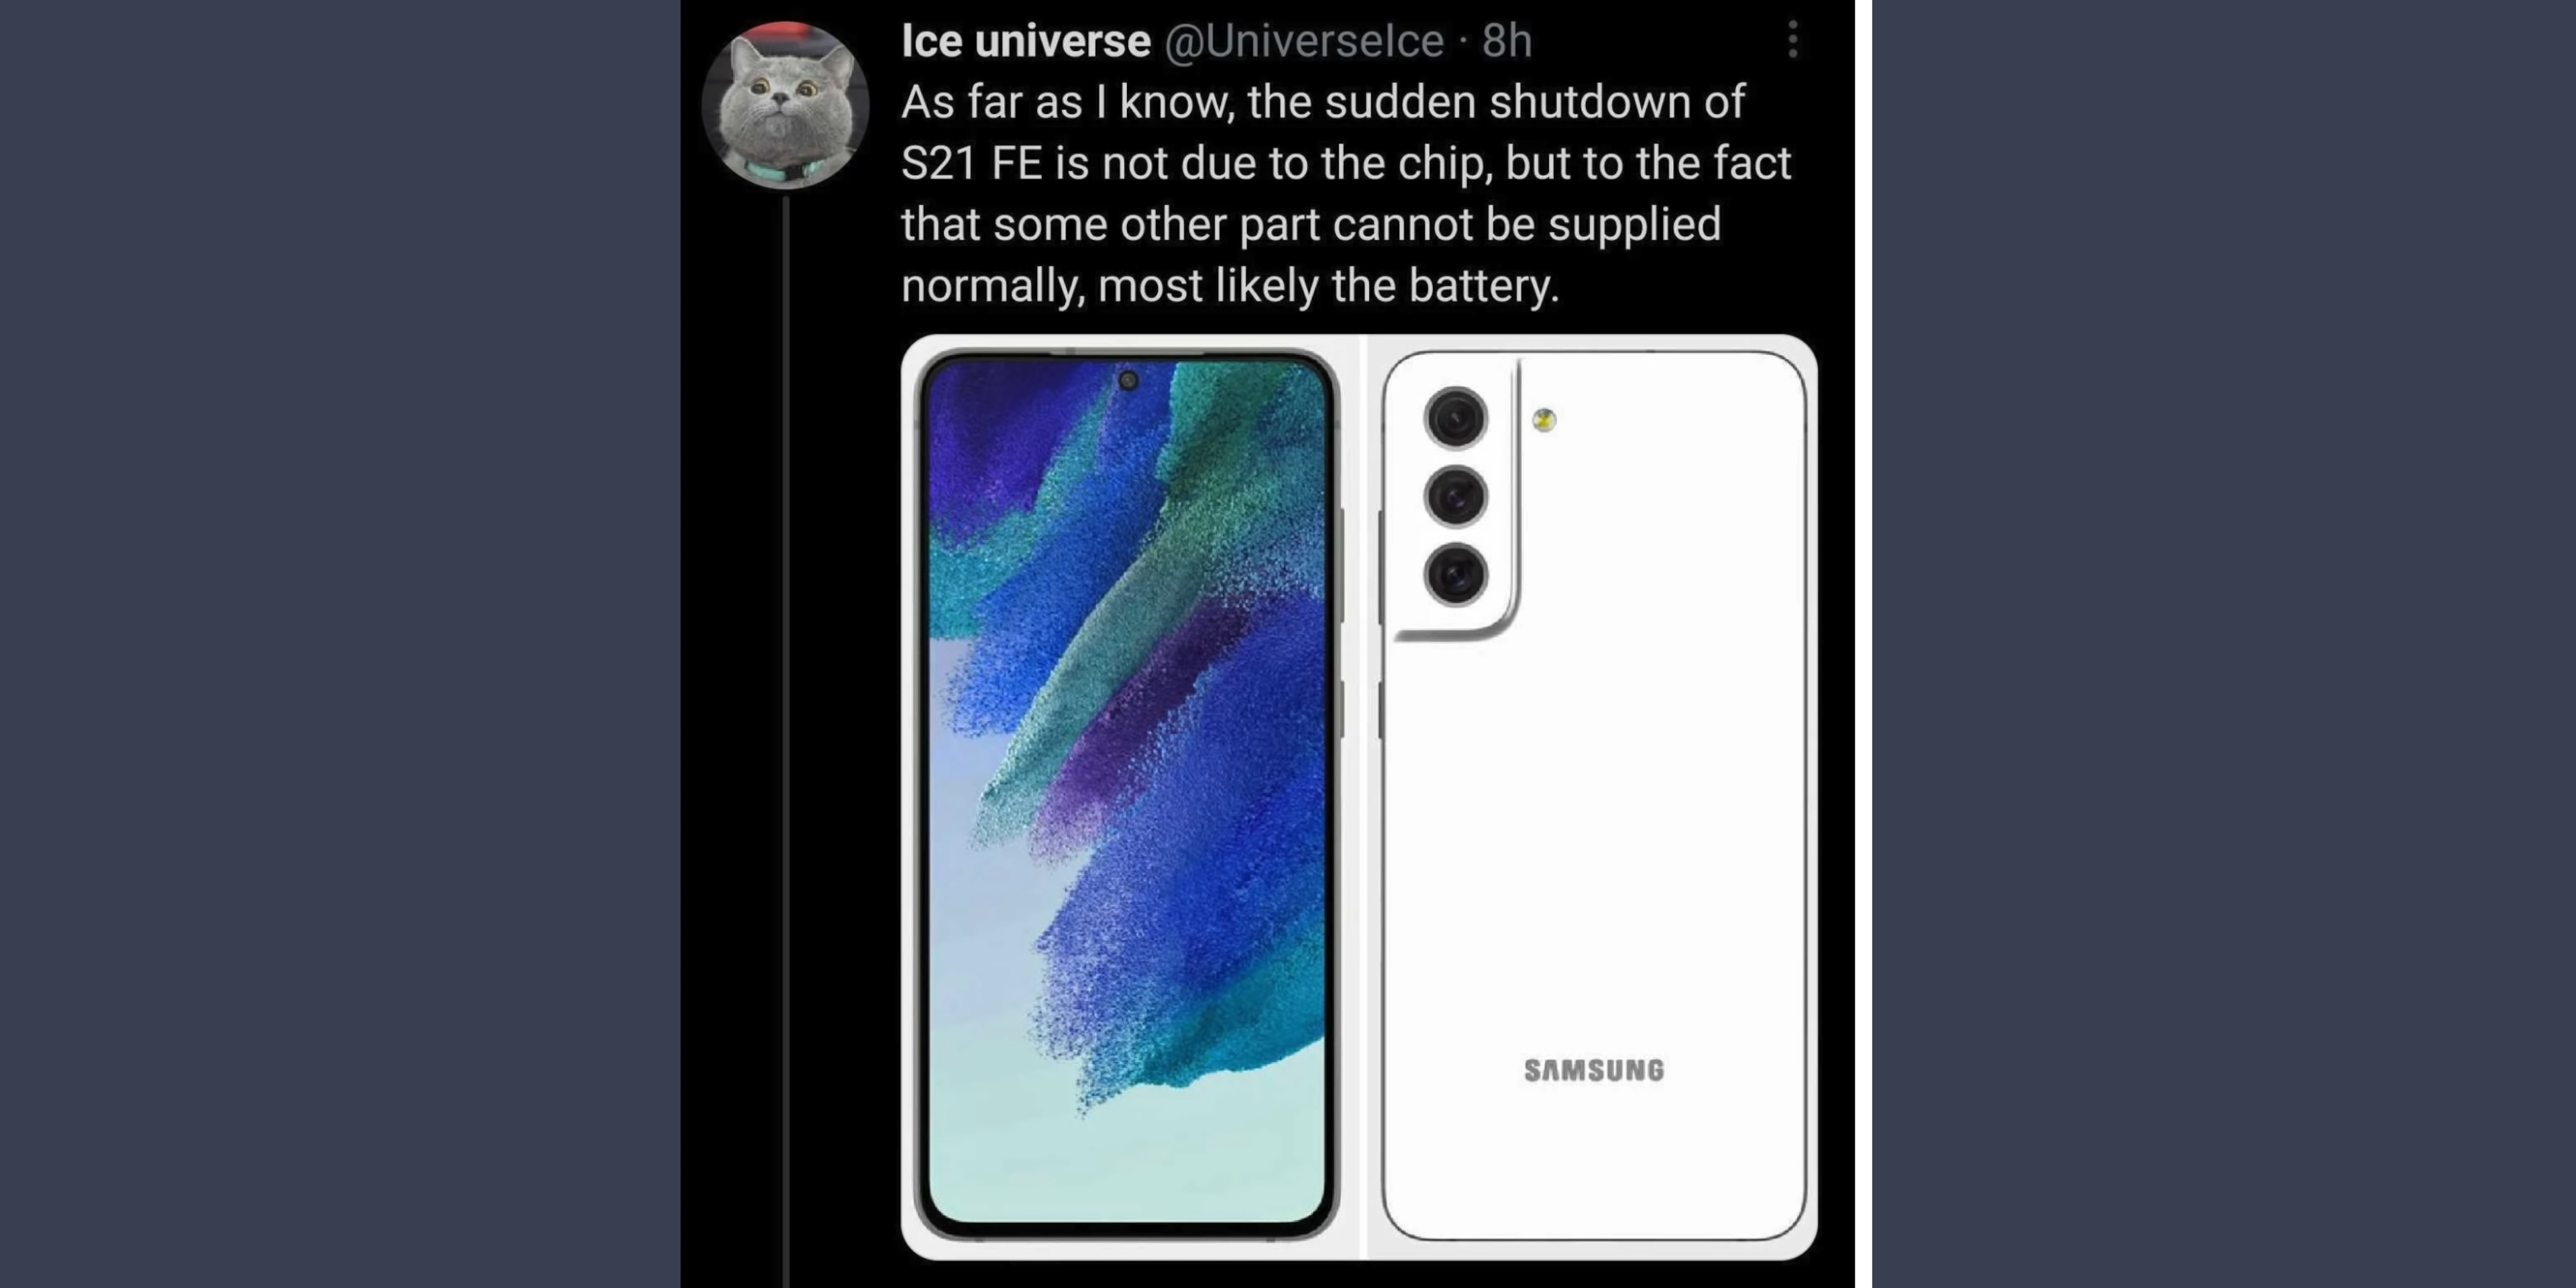 Ice universe @UniverseIce · 8h
As far as I know, the sudden shutdown of
S21 FE is not due to the chip, but to the fact
that some other part cannot be supplied
normally, most likely the battery.
SAMSUNG